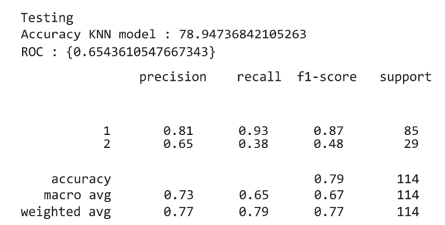 Testing
Accuracy KNN model : 78.94736842105263
ROC : {0.6543610547667343}
precision recall f1-score support
1 0.81 0.93 0.87 85
2 0.65 0.38 0.48 29
accuracy 0.79 114
macro avg 0.73 0.65 0.67 114
weighted avg 0.77 0.79 0.77 114